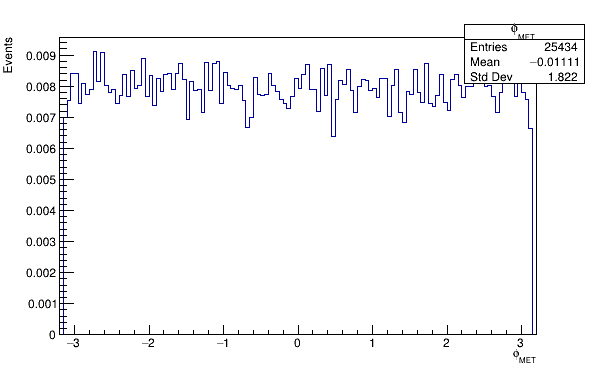 ϕMET
Entries 25434
Mean −0.01111
Std Dev 1.822
Events
0.009
0.008
0.007
0.006
0.005
0.004
0.003
0.002
0.001
0
−3 −2 −1 0 1 2 3
ϕMET